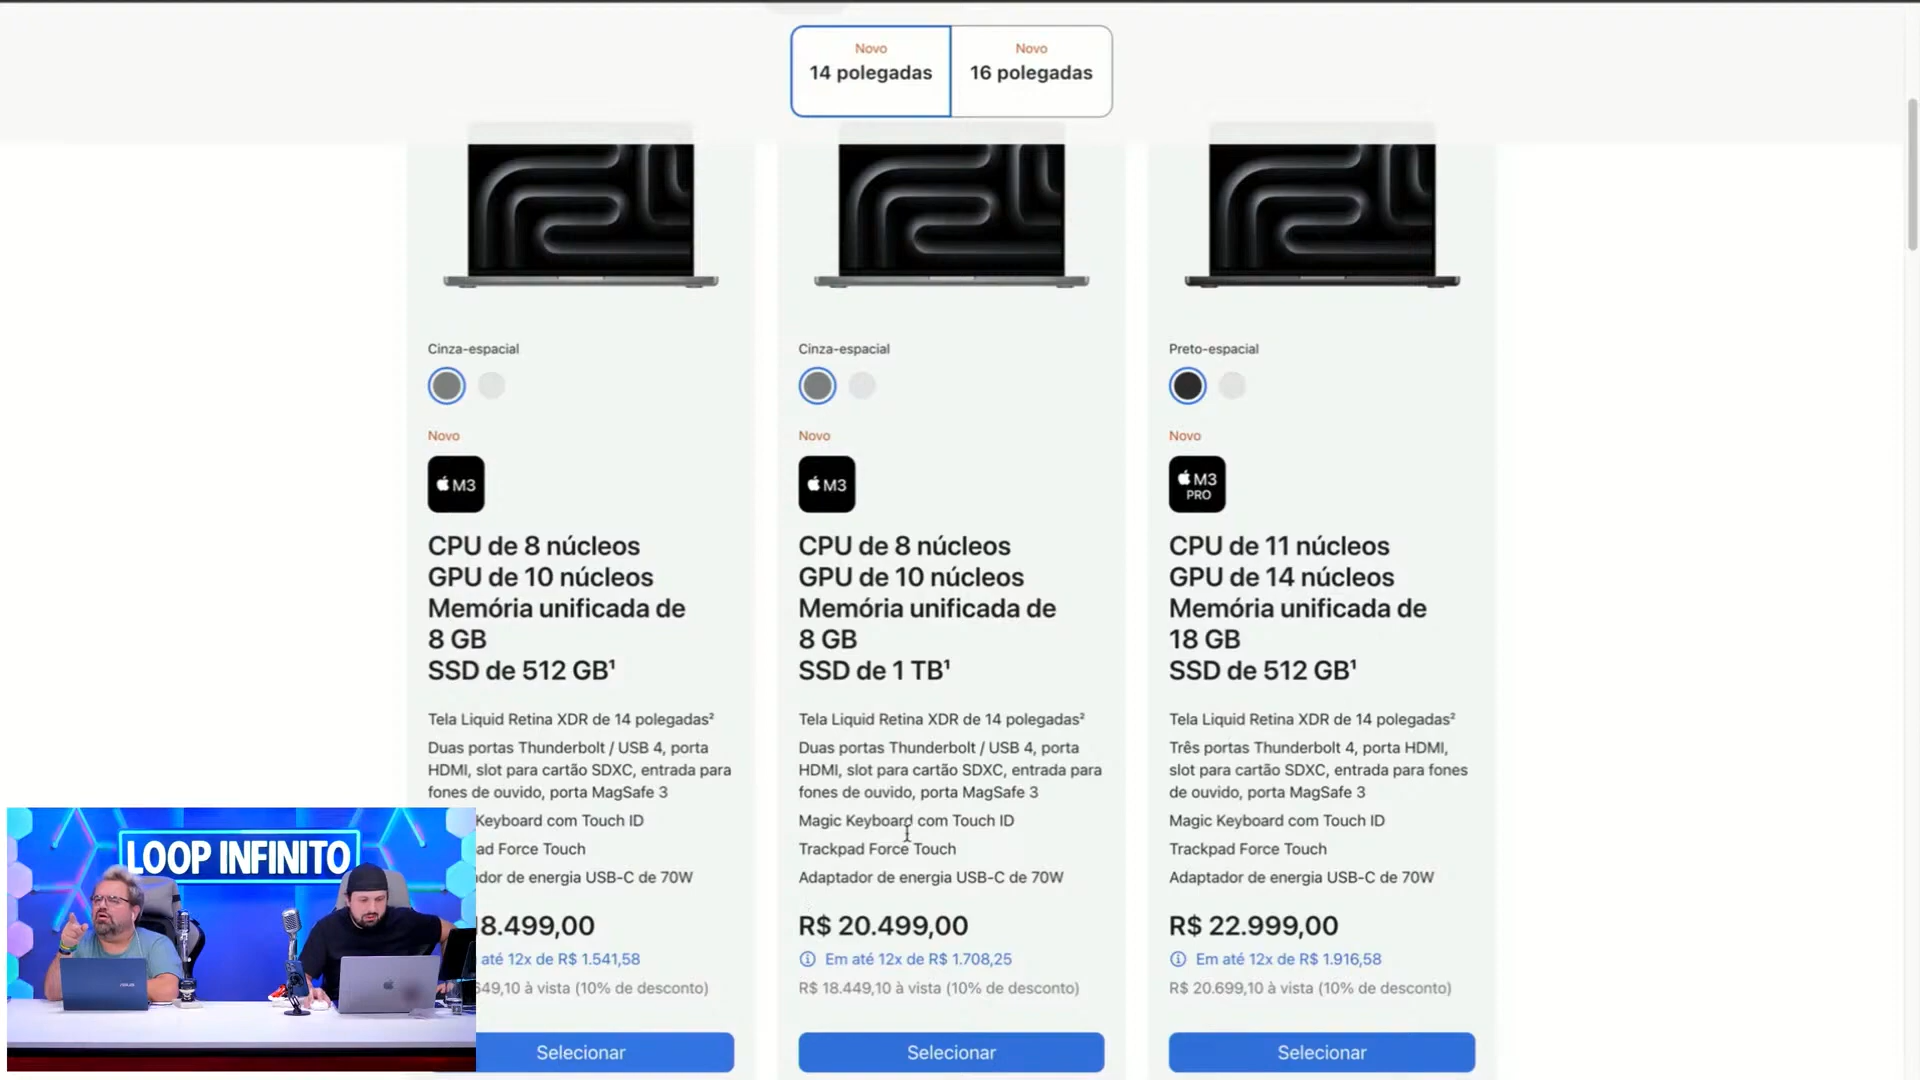 Novo
14 polegadas
Novo
16 polegadas
Cinza-espacial
Novo
M3
CPU de 8 núcleos
GPU de 10 núcleos
Memória unificada de
8 GB
SSD de 512 GB¹
Tela Liquid Retina XDR de 14 polegadas²
Duas portas Thunderbolt / USB 4, porta
HDMI, slot para cartão SDXC, entrada para
fones de ouvido, porta MagSafe 3
Keyboard com Touch ID
ad Force Touch
dor de energia USB-C de 70W
8.499,00
até 12x de R$ 1.541,58
649,10 à vista (10% de desconto)
Selecionar
Cinza-espacial
Novo
M3
CPU de 8 núcleos
GPU de 10 núcleos
Memória unificada de
8 GB
SSD de 1 TB¹
Tela Liquid Retina XDR de 14 polegadas²
Duas portas Thunderbolt / USB 4, porta
HDMI, slot para cartão SDXC, entrada para
fones de ouvido, porta MagSafe 3
Magic Keyboard com Touch ID
Trackpad Force Touch
Adaptador de energia USB-C de 70W
R$ 20.499,00
Em até 12x de R$ 1.708,25
R$ 18.449,10 à vista (10% de desconto)
Selecionar
Preto-espacial
Novo
M3
PRO
CPU de 11 núcleos
GPU de 14 núcleos
Memória unificada de
18 GB
SSD de 512 GB¹
Tela Liquid Retina XDR de 14 polegadas²
Três portas Thunderbolt 4, porta HDMI,
slot para cartão SDXC, entrada para fones
de ouvido, porta MagSafe 3
Magic Keyboard com Touch ID
Trackpad Force Touch
Adaptador de energia USB-C de 70W
R$ 22.999,00
Em até 12x de R$ 1.916,58
R$ 20.699,10 à vista (10% de desconto)
Selecionar
LOOP INFINITO